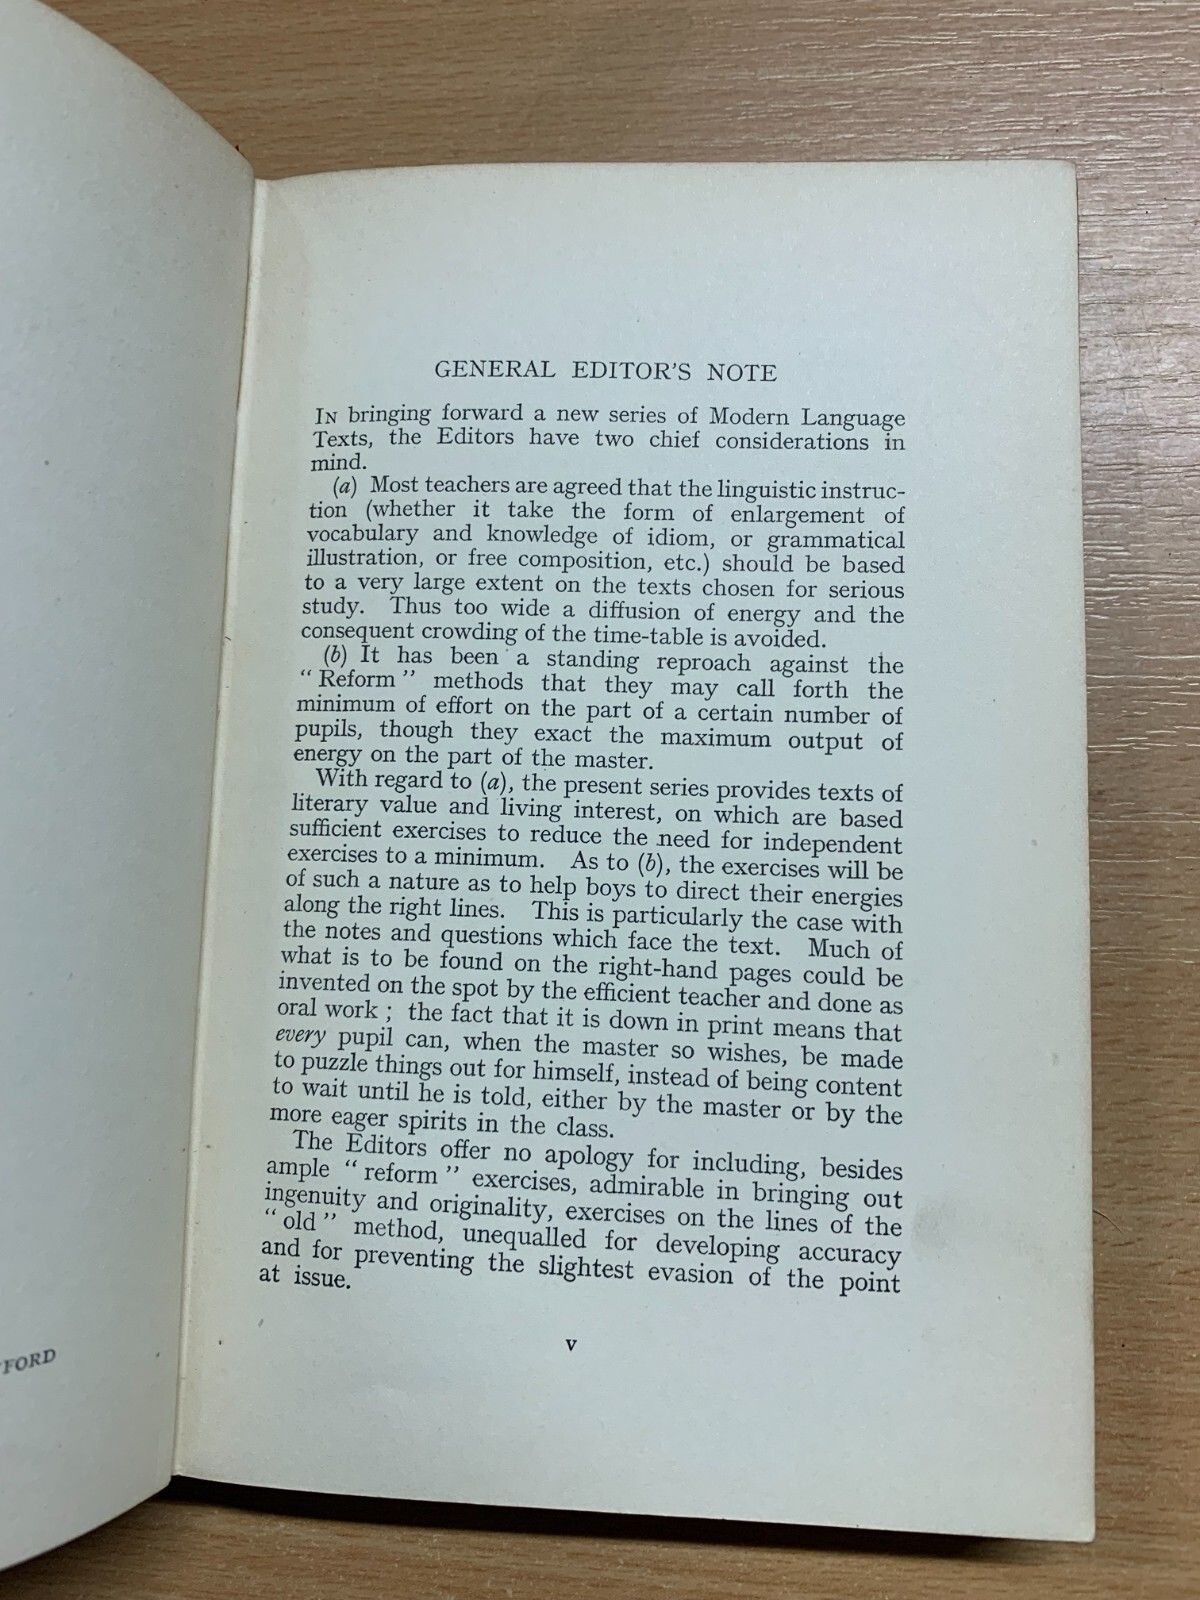 GENERAL EDITOR'S NOTE
IN bringing forward a new series of Modern Language
Texts, the Editors have two chief considerations in
mind.
(a) Most teachers are agreed that the linguistic instruc-
tion (whether it take the form of enlargement of
vocabulary and knowledge of idiom, or grammatical
illustration, or free composition, etc.) should be based
to a very large extent on the texts chosen for serious
study. Thus too wide a diffusion of energy and the
consequent crowding of the time-table is avoided.
(b) It has been a standing reproach against the
"Reform" methods that they may call forth the
minimum of effort on the part of a certain number of
pupils, though they exact the maximum output of
energy on the part of the master.
With regard to (a), the present series provides texts of
literary value and living interest, on which are based
sufficient exercises to reduce the need for independent
exercises to a minimum. As to (b), the exercises will be
of such a nature as to help boys to direct their energies
along the right lines. This is particularly the case with
the notes and questions which face the text. Much of
what is to be found on the right-hand pages could be
invented on the spot by the efficient teacher and done as
oral work; the fact that it is down in print means that
every pupil can, when the master so wishes, be made
to puzzle things out for himself, instead of being content
to wait until he is told, either by the master or by the
more eager spirits in the class.
The Editors offer no apology for including, besides
ample "reform" exercises, admirable in bringing out
ingenuity and originality, exercises on the lines of the
"old" method, unequalled for developing accuracy
and for preventing the slightest evasion of the point
at issue.
v